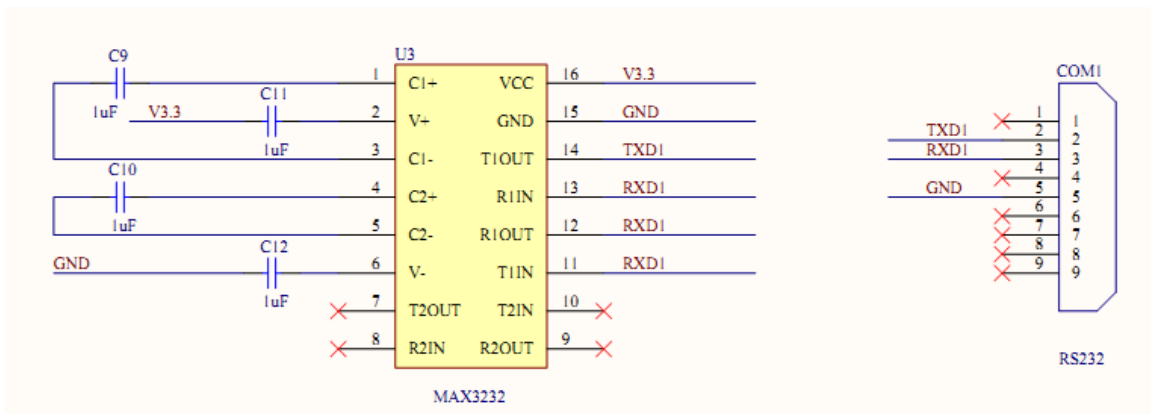 U3
C9
1uF
V3.3
C11
1uF
C10
1uF
C12
GND
1uF
1 C1+ VCC 16 V3.3
2 V+ GND 15 GND
3 C1- T1OUT 14 TXD1
4 C2+ R1IN 13 RXD1
5 C2- R1OUT 12 RXD1
6 V- T1IN 11 RXD1
7 T2OUT T2IN 10
8 R2IN R2OUT 9
MAX3232
COM1
1 1
TXD1 2 2
RXD1 3 3
4 4
GND 5 5
6 6
7 7
8 8
9 9
RS232